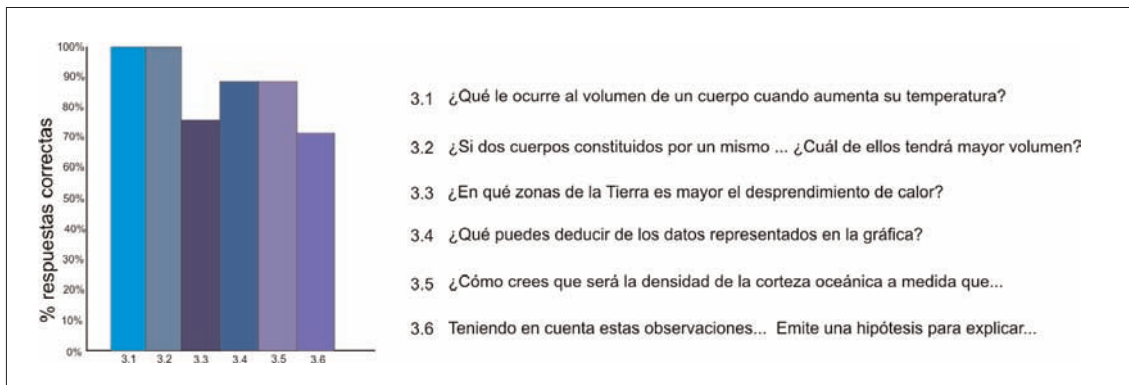 100%
90%
80%
70%
60%
50%
40%
30%
20%
10%
0%
% respuestas correctas
3.1 3.2 3.3 3.4 3.5 3.6
3.1 ¿Qué le ocurre al volumen de un cuerpo cuando aumenta su temperatura?
3.2 ¿Si dos cuerpos constituidos por un mismo ... ¿Cuál de ellos tendrá mayor volumen?
3.3 ¿En qué zonas de la Tierra es mayor el desprendimiento de calor?
3.4 ¿Qué puedes deducir de los datos representados en la gráfica?
3.5 ¿Cómo crees que será la densidad de la corteza oceánica a medida que...
3.6 Teniendo en cuenta estas observaciones... Emite una hipótesis para explicar...